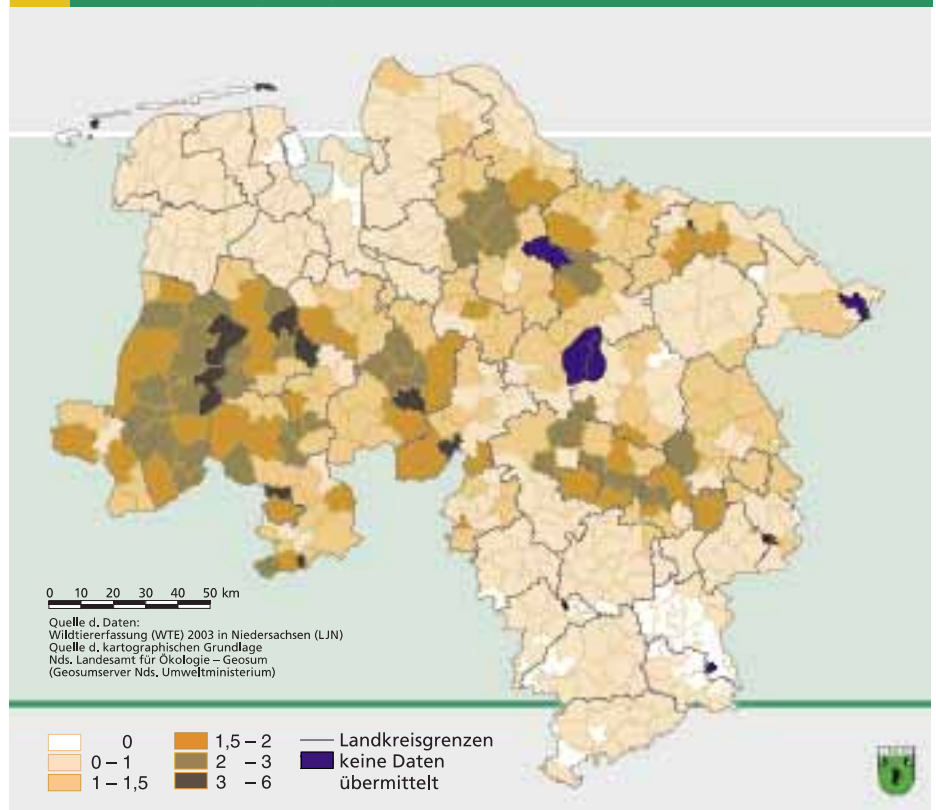 0 10 20 30 40 50 km
Quelle d. Daten:
Wildtiererfassung (WTE) 2003 in Niedersachsen (LJN)
Quelle d. kartographischen Grundlage
Nds. Landesamt für Ökologie – Geosum
(Geosumserver Nds. Umweltministerium)
0
0 – 1
1 – 1,5
1,5 – 2
2 – 3
3 – 6
Landkreisgrenzen
keine Daten
übermittelt